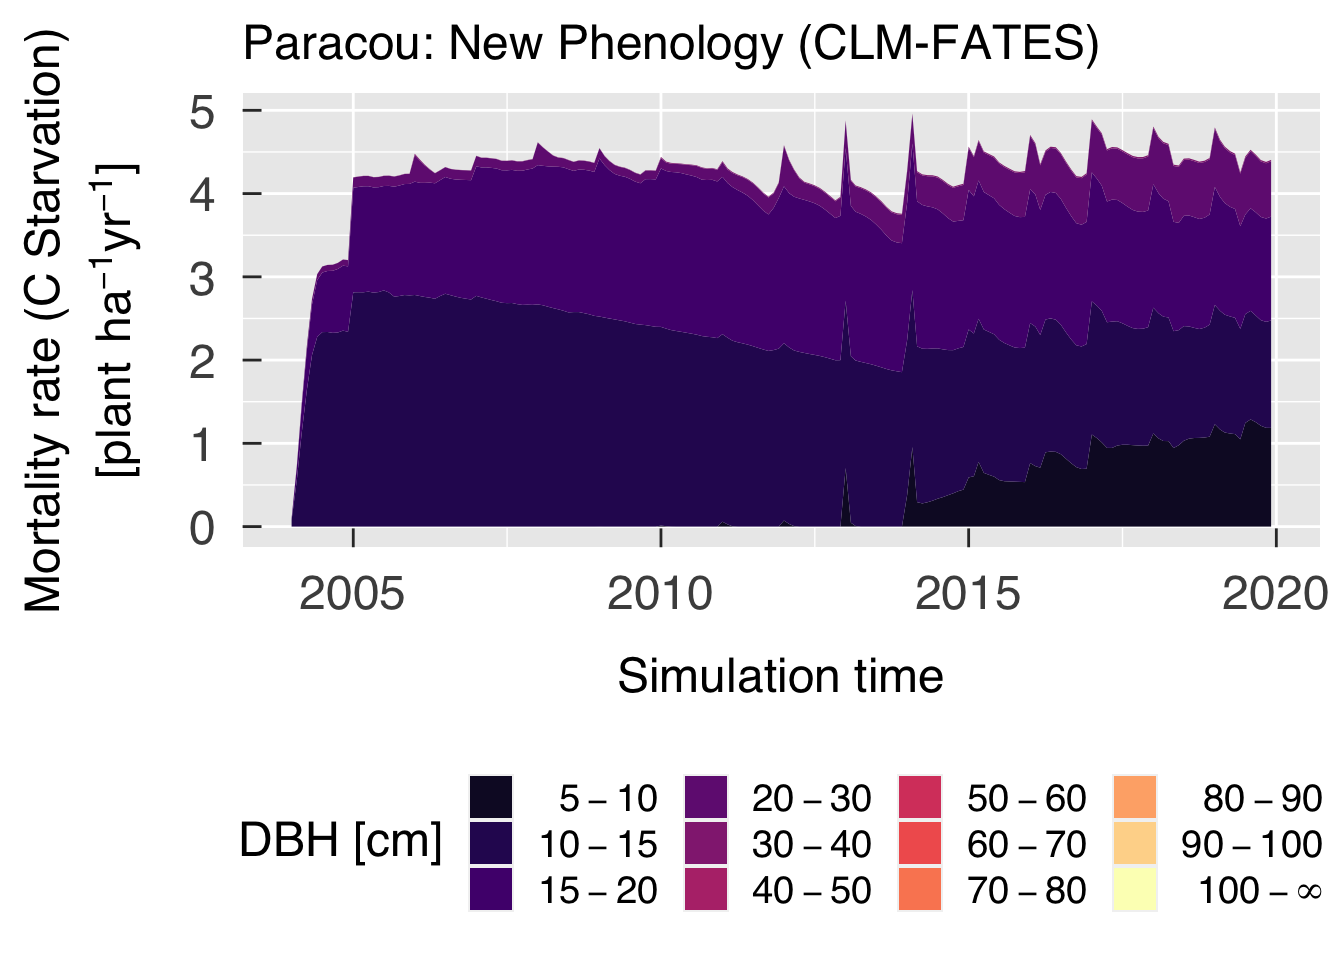 Paracou: New Phenology (CLM-FATES)
Mortality rate (C Starvation)
[plant ha⁻¹yr⁻¹]
5
4
3
2
1
0
2005 2010 2015 2020
Simulation time
DBH [cm]
5 – 10 20 – 30 50 – 60 80 – 90
10 – 15 30 – 40 60 – 70 90 – 100
15 – 20 40 – 50 70 – 80 100 – ∞